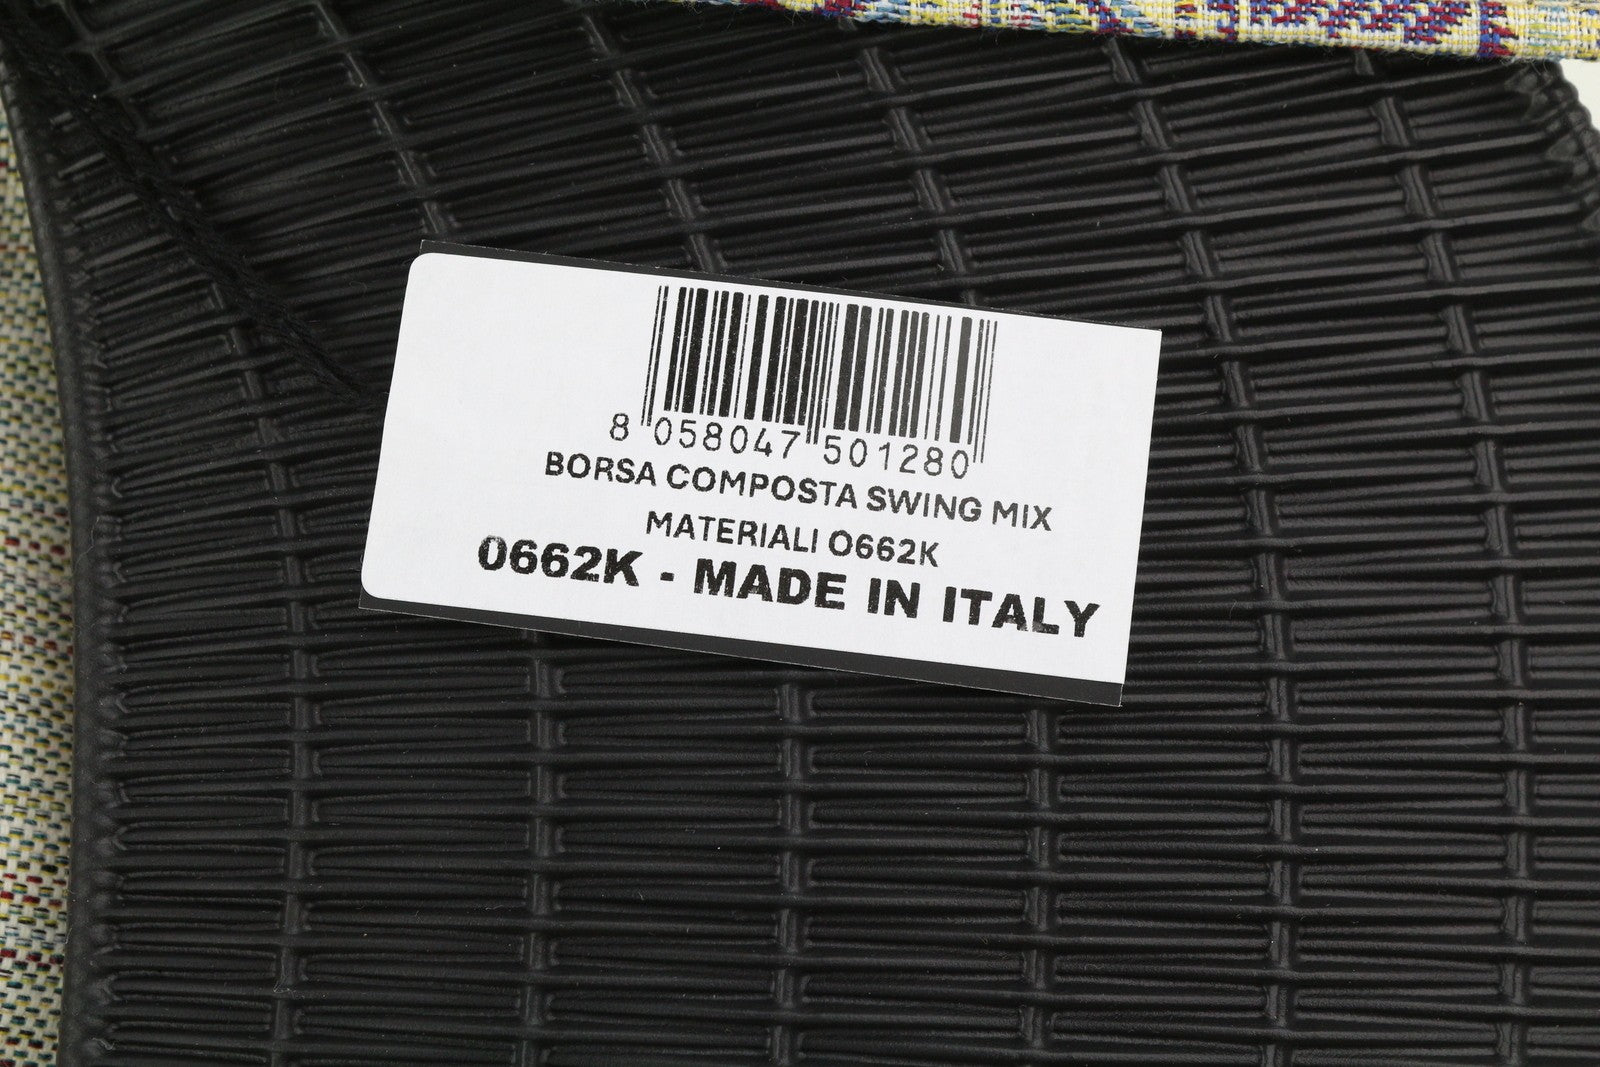 8 058047 501280
BORSA COMPOSTA SWING MIX
MATERIALI O662K
0662K - MADE IN ITALY